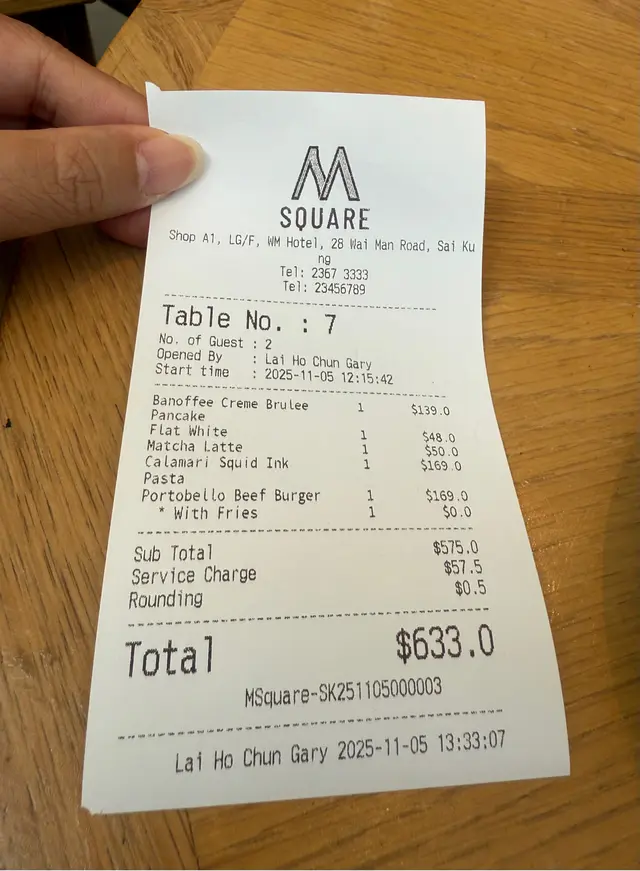 M
SQUARE
Shop A1, LG/F, WM Hotel, 28 Wai Man Road, Sai Ku
ng
Tel: 2367 3333
Tel: 23456789
Table No. : 7
No. of Guest : 2
Opened By : Lai Ho Chun Gary
Start time : 2025-11-05 12:15:42
Banoffee Creme Brulee 1 $139.0
Pancake
Flat White 1 $48.0
Matcha Latte 1 $50.0
Calamari Squid Ink 1 $169.0
Pasta
Portobello Beef Burger 1 $169.0
* With Fries 1 $0.0
Sub Total $575.0
Service Charge $57.5
Rounding $0.5
Total $633.0
MSquare-SK251105000003
Lai Ho Chun Gary 2025-11-05 13:33:07